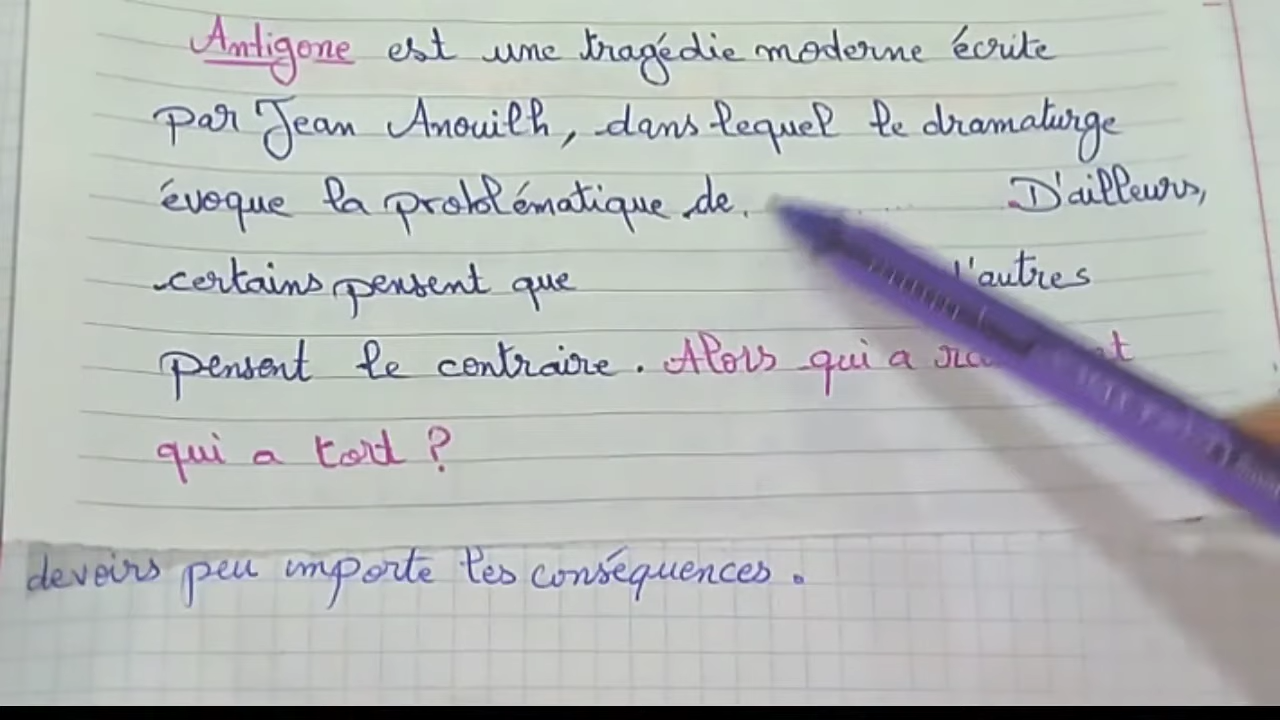 Antigone est une tragédie moderne écrite
par Jean Anouilh, dans lequel le dramaturge
évoque la problématique de ......... D'ailleurs,
certains pensent que d'autres
pensent le contraire. Alors qui a
qui a tord ?
devoirs peu importe les conséquences.